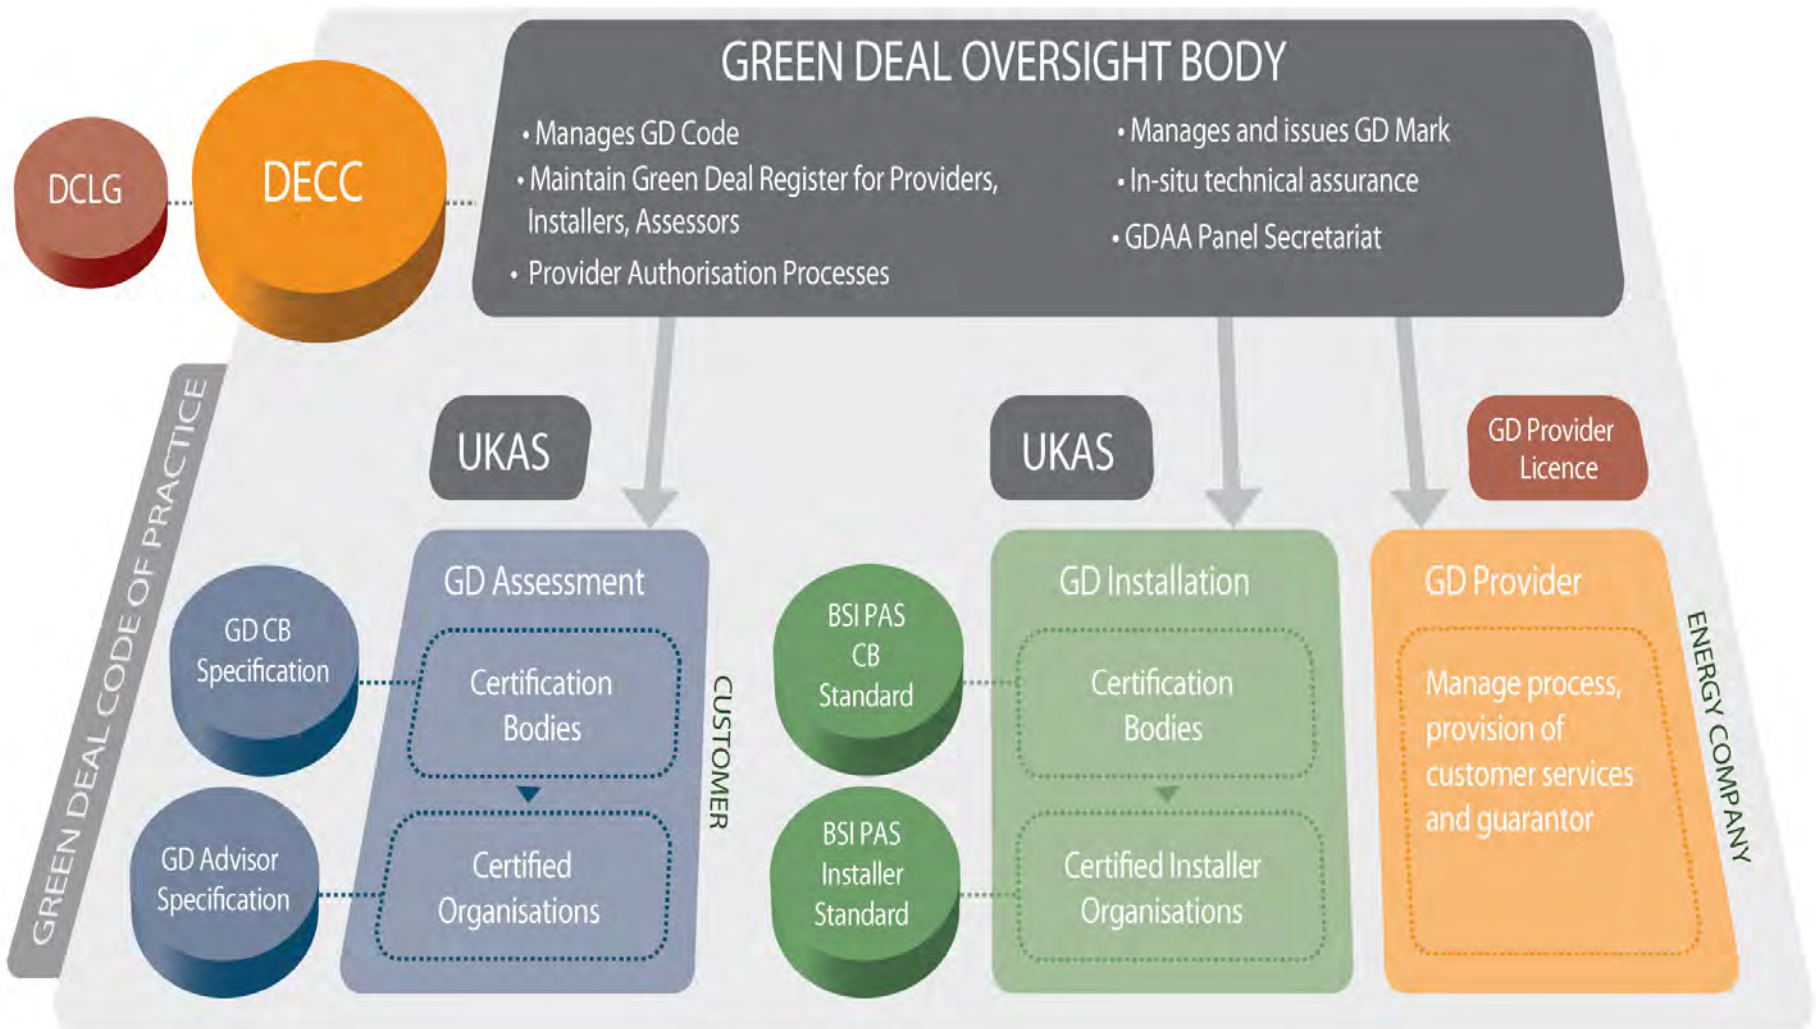 GREEN DEAL OVERSIGHT BODY
• Manages GD Code
• Maintain Green Deal Register for Providers,
Installers, Assessors
• Provider Authorisation Processes
• Manages and issues GD Mark
• In-situ technical assurance
• GDAA Panel Secretariat
DCLG
DECC
GREEN DEAL CODE OF PRACTICE
UKAS
UKAS
GD Provider
Licence
GD Assessment
GD CB
Specification
Certification
Bodies
GD Advisor
Specification
Certified
Organisations
CUSTOMER
GD Installation
BSI PAS
CB
Standard
Certification
Bodies
BSI PAS
Installer
Standard
Certified Installer
Organisations
GD Provider
Manage process,
provision of
customer services
and guarantor
ENERGY COMPANY